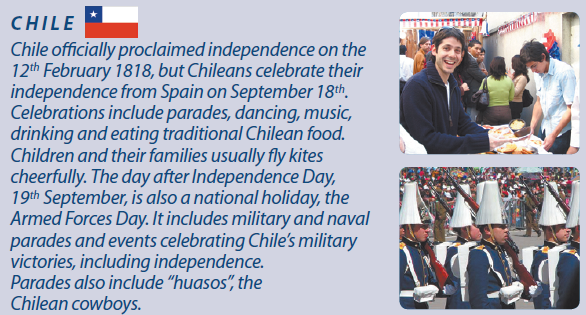 CHILE
Chile officially proclaimed independence on the
12th February 1818, but Chileans celebrate their
independence from Spain on September 18th.
Celebrations include parades, dancing, music,
drinking and eating traditional Chilean food.
Children and their families usually fly kites
cheerfully. The day after Independence Day,
19th September, is also a national holiday, the
Armed Forces Day. It includes military and naval
parades and events celebrating Chile's military
victories, including independence.
Parades also include "huasos", the
Chilean cowboys.